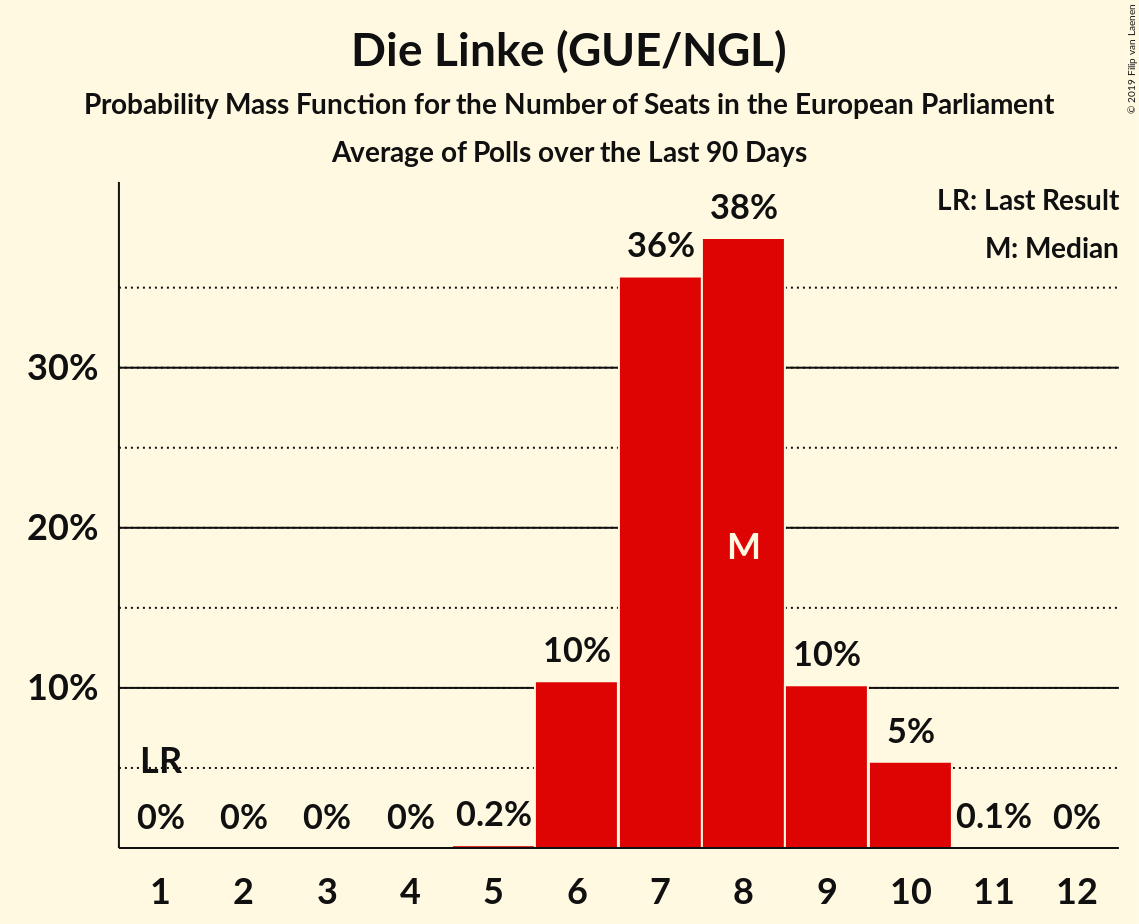 Die Linke (GUE/NGL)
Probability Mass Function for the Number of Seats in the European Parliament
Average of Polls over the Last 90 Days
© 2019 Filip van Laenen
LR: Last Result
M: Median
38%
36%
30%
20%
M
10%
10%
10%
5%
LR
0%
0%
0%
0%
0.2%
0.1%
0%
1 2 3 4 5 6 7 8 9 10 11 12